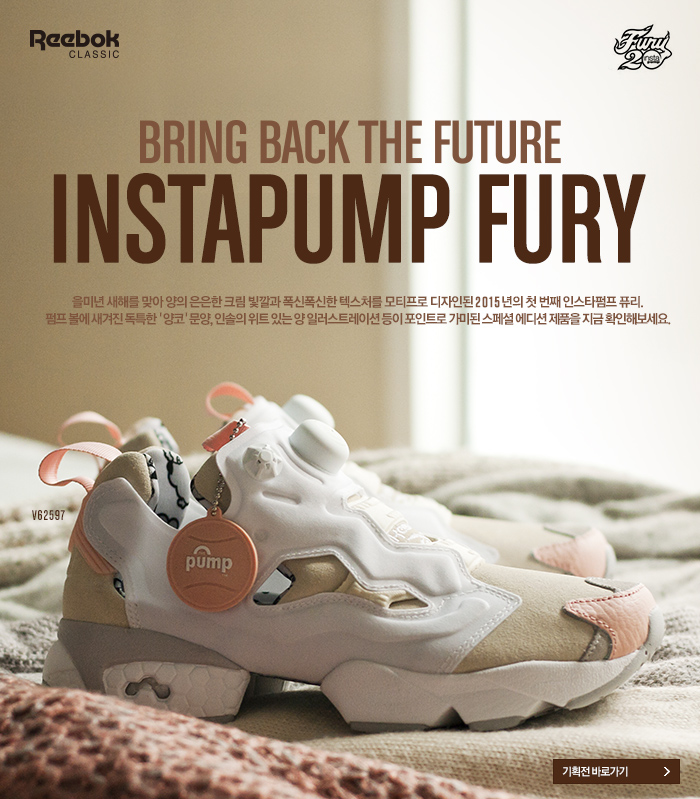 Reebok
CLASSIC
Fury
20
BRING BACK THE FUTURE
INSTAPUMP FURY
을미년 새해를 맞아 양의 은은한 크림 빛깔과 폭신폭신한 텍스처를 모티프로 디자인된 2015년의 첫 번째 인스타펌프 퓨리.
펌프 볼에 새겨진 독특한 '양코' 문양, 인솔의 위트 있는 양 일러스트레이션 등이 포인트로 가미된 스페셜 에디션 제품을 지금 확인해보세요.
V62597
pump
기획전 바로가기